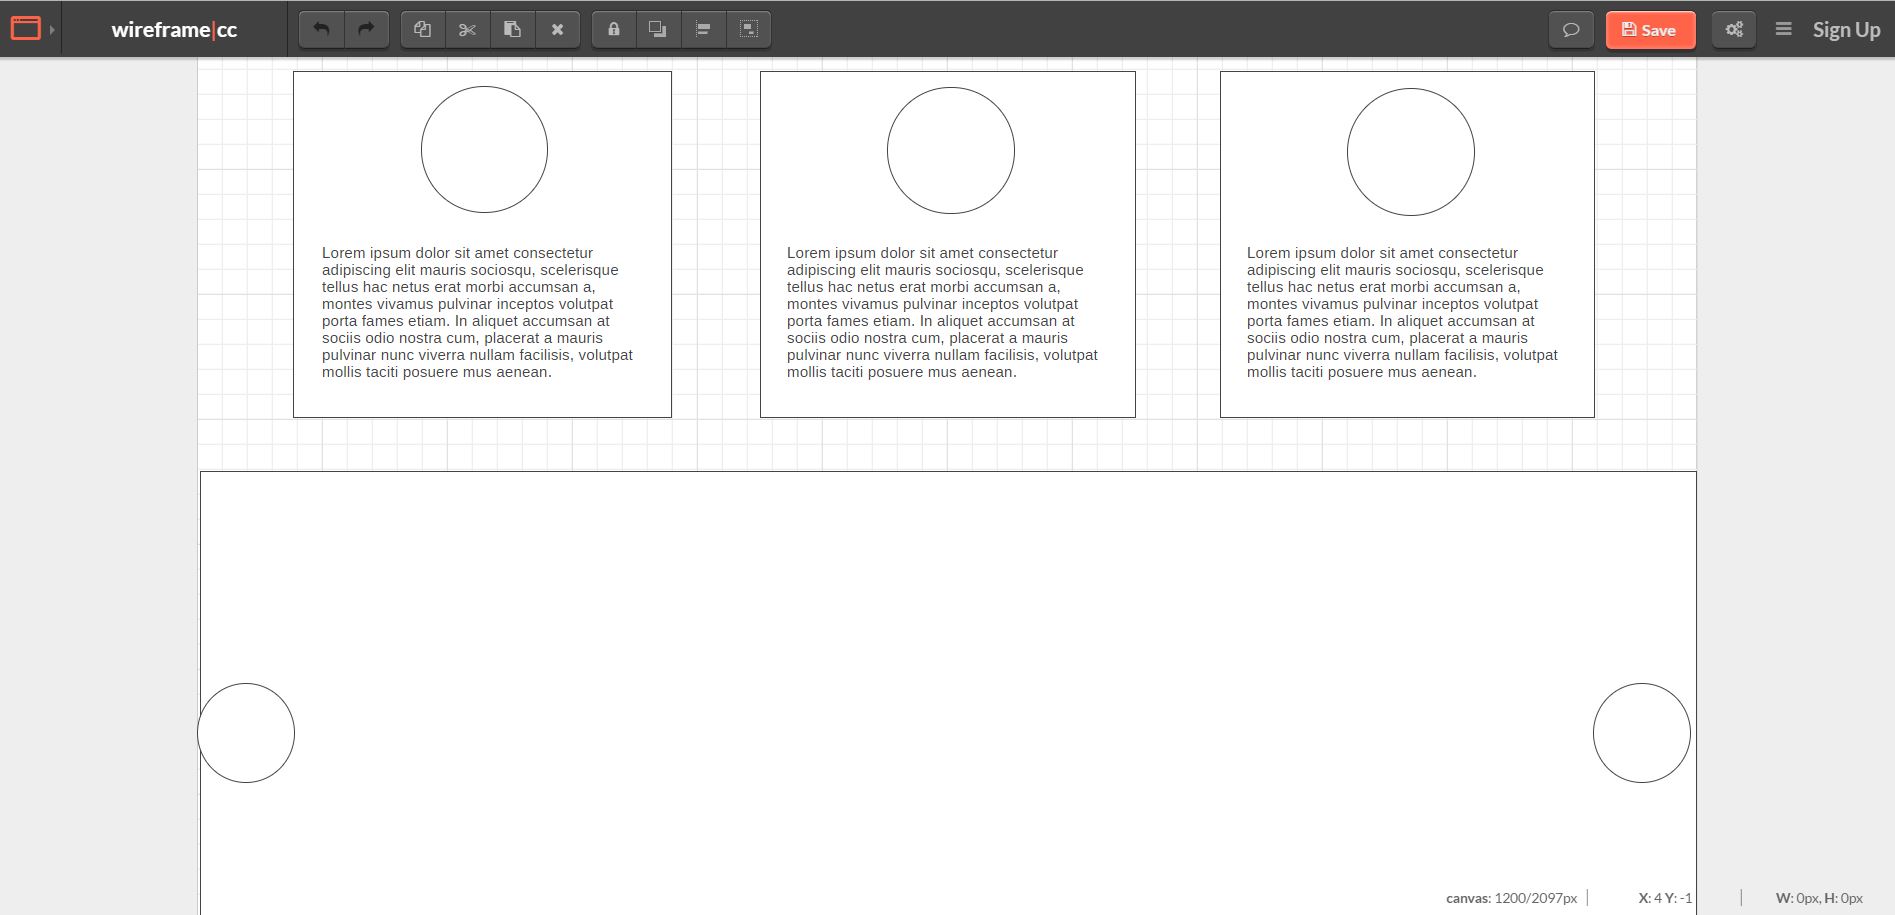 wireframe|cc
Save
Sign Up
Lorem ipsum dolor sit amet consectetur
adipiscing elit mauris sociosqu, scelerisque
tellus hac netus erat morbi accumsan a,
montes vivamus pulvinar inceptos volutpat
porta fames etiam. In aliquet accumsan at
sociis odio nostra cum, placerat a mauris
pulvinar nunc viverra nullam facilisis, volutpat
mollis taciti posuere mus aenean.
Lorem ipsum dolor sit amet consectetur
adipiscing elit mauris sociosqu, scelerisque
tellus hac netus erat morbi accumsan a,
montes vivamus pulvinar inceptos volutpat
porta fames etiam. In aliquet accumsan at
sociis odio nostra cum, placerat a mauris
pulvinar nunc viverra nullam facilisis, volutpat
mollis taciti posuere mus aenean.
Lorem ipsum dolor sit amet consectetur
adipiscing elit mauris sociosqu, scelerisque
tellus hac netus erat morbi accumsan a,
montes vivamus pulvinar inceptos volutpat
porta fames etiam. In aliquet accumsan at
sociis odio nostra cum, placerat a mauris
pulvinar nunc viverra nullam facilisis, volutpat
mollis taciti posuere mus aenean.
canvas: 1200/2097px
X: 4 Y: -1
W: 0px, H: 0px